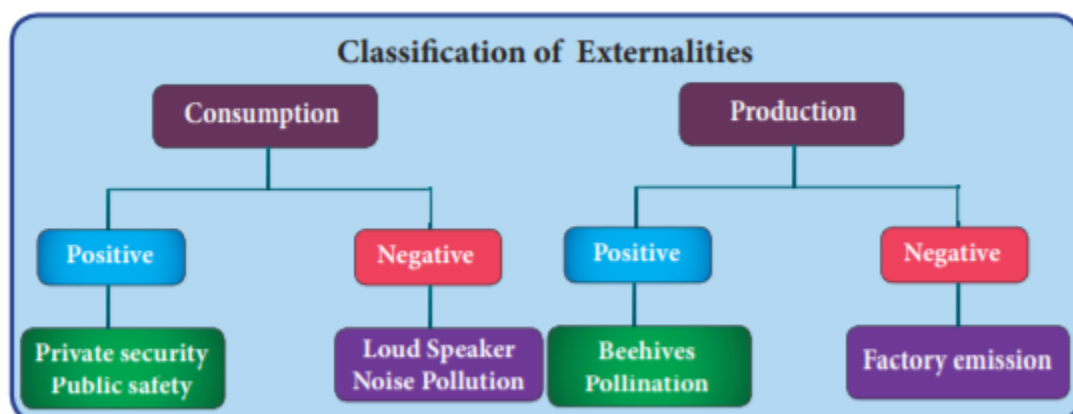 Classification of Externalities
Consumption
Production
Positive
Negative
Positive
Negative
Private security
Public safety
Loud Speaker
Noise Pollution
Beehives
Pollination
Factory emission